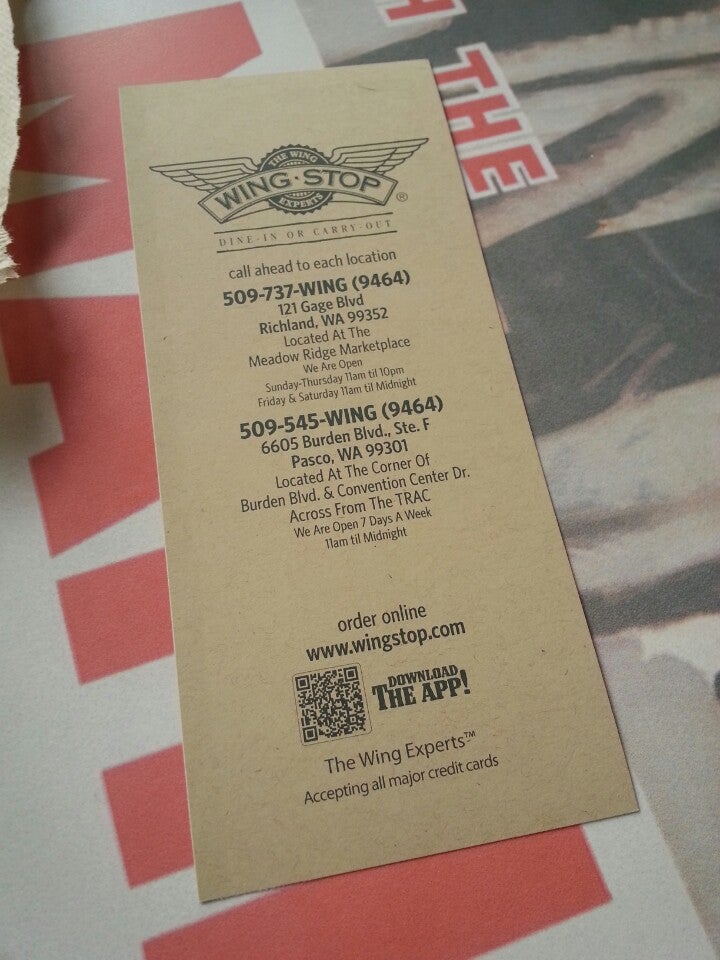 H THE
THE WING
WING·STOP
EXPERTS
®
DINE-IN OR CARRY-OUT
call ahead to each location
509-737-WING (9464)
121 Gage Blvd
Richland, WA 99352
Located At The
Meadow Ridge Marketplace
We Are Open
Sunday-Thursday 11am til 10pm
Friday & Saturday 11am til Midnight
509-545-WING (9464)
6605 Burden Blvd., Ste. F
Pasco, WA 99301
Located At The Corner Of
Burden Blvd. & Convention Center Dr.
Across From The TRAC
We Are Open 7 Days A Week
11am til Midnight
order online
www.wingstop.com
DOWNLOAD
THE APP!
The Wing Experts™
Accepting all major credit cards